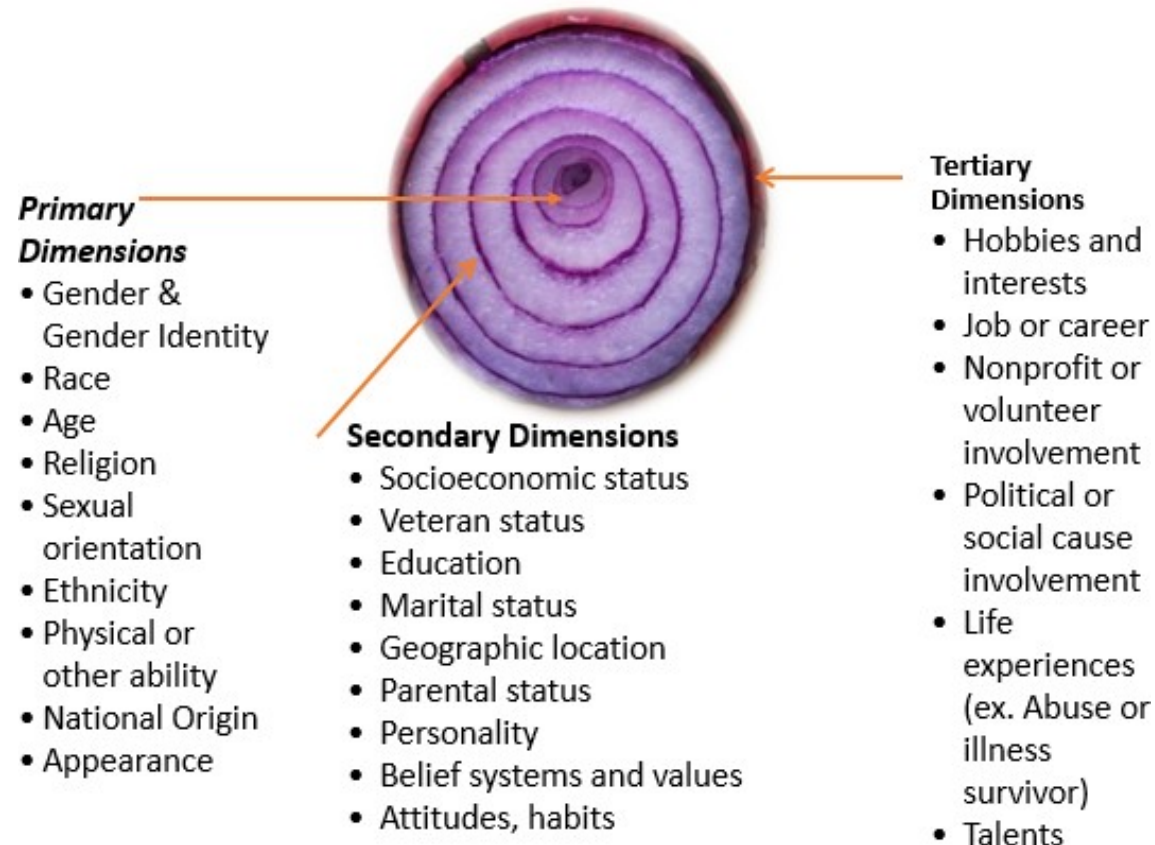 Primary
Dimensions
• Gender &
Gender Identity
• Race
• Age
• Religion
• Sexual
orientation
• Ethnicity
• Physical or
other ability
• National Origin
• Appearance
Secondary Dimensions
• Socioeconomic status
• Veteran status
• Education
• Marital status
• Geographic location
• Parental status
• Personality
• Belief systems and values
• Attitudes, habits
Tertiary
Dimensions
• Hobbies and
interests
• Job or career
• Nonprofit or
volunteer
involvement
• Political or
social cause
involvement
• Life
experiences
(ex. Abuse or
illness
survivor)
• Talents